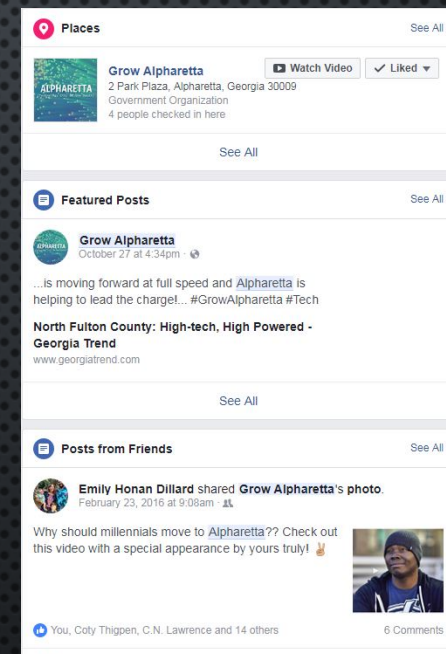 Places
See All
ALPHARETTA
Grow Alpharetta
Watch Video
Liked
2 Park Plaza, Alpharetta, Georgia 30009
Government Organization
4 people checked in here
See All
Featured Posts
See All
ALPHARETTA
Grow Alpharetta
October 27 at 4:34pm ·
...is moving forward at full speed and Alpharetta is
helping to lead the charge!... #GrowAlpharetta #Tech
North Fulton County: High-tech, High Powered -
Georgia Trend
www.georgiatrend.com
See All
Posts from Friends
See All
Emily Honan Dillard shared Grow Alpharetta's photo.
February 23, 2016 at 9:08am ·
Why should millennials move to Alpharetta?? Check out
this video with a special appearance by yours truly! ✌
You, Coty Thigpen, C.N. Lawrence and 14 others
6 Comments